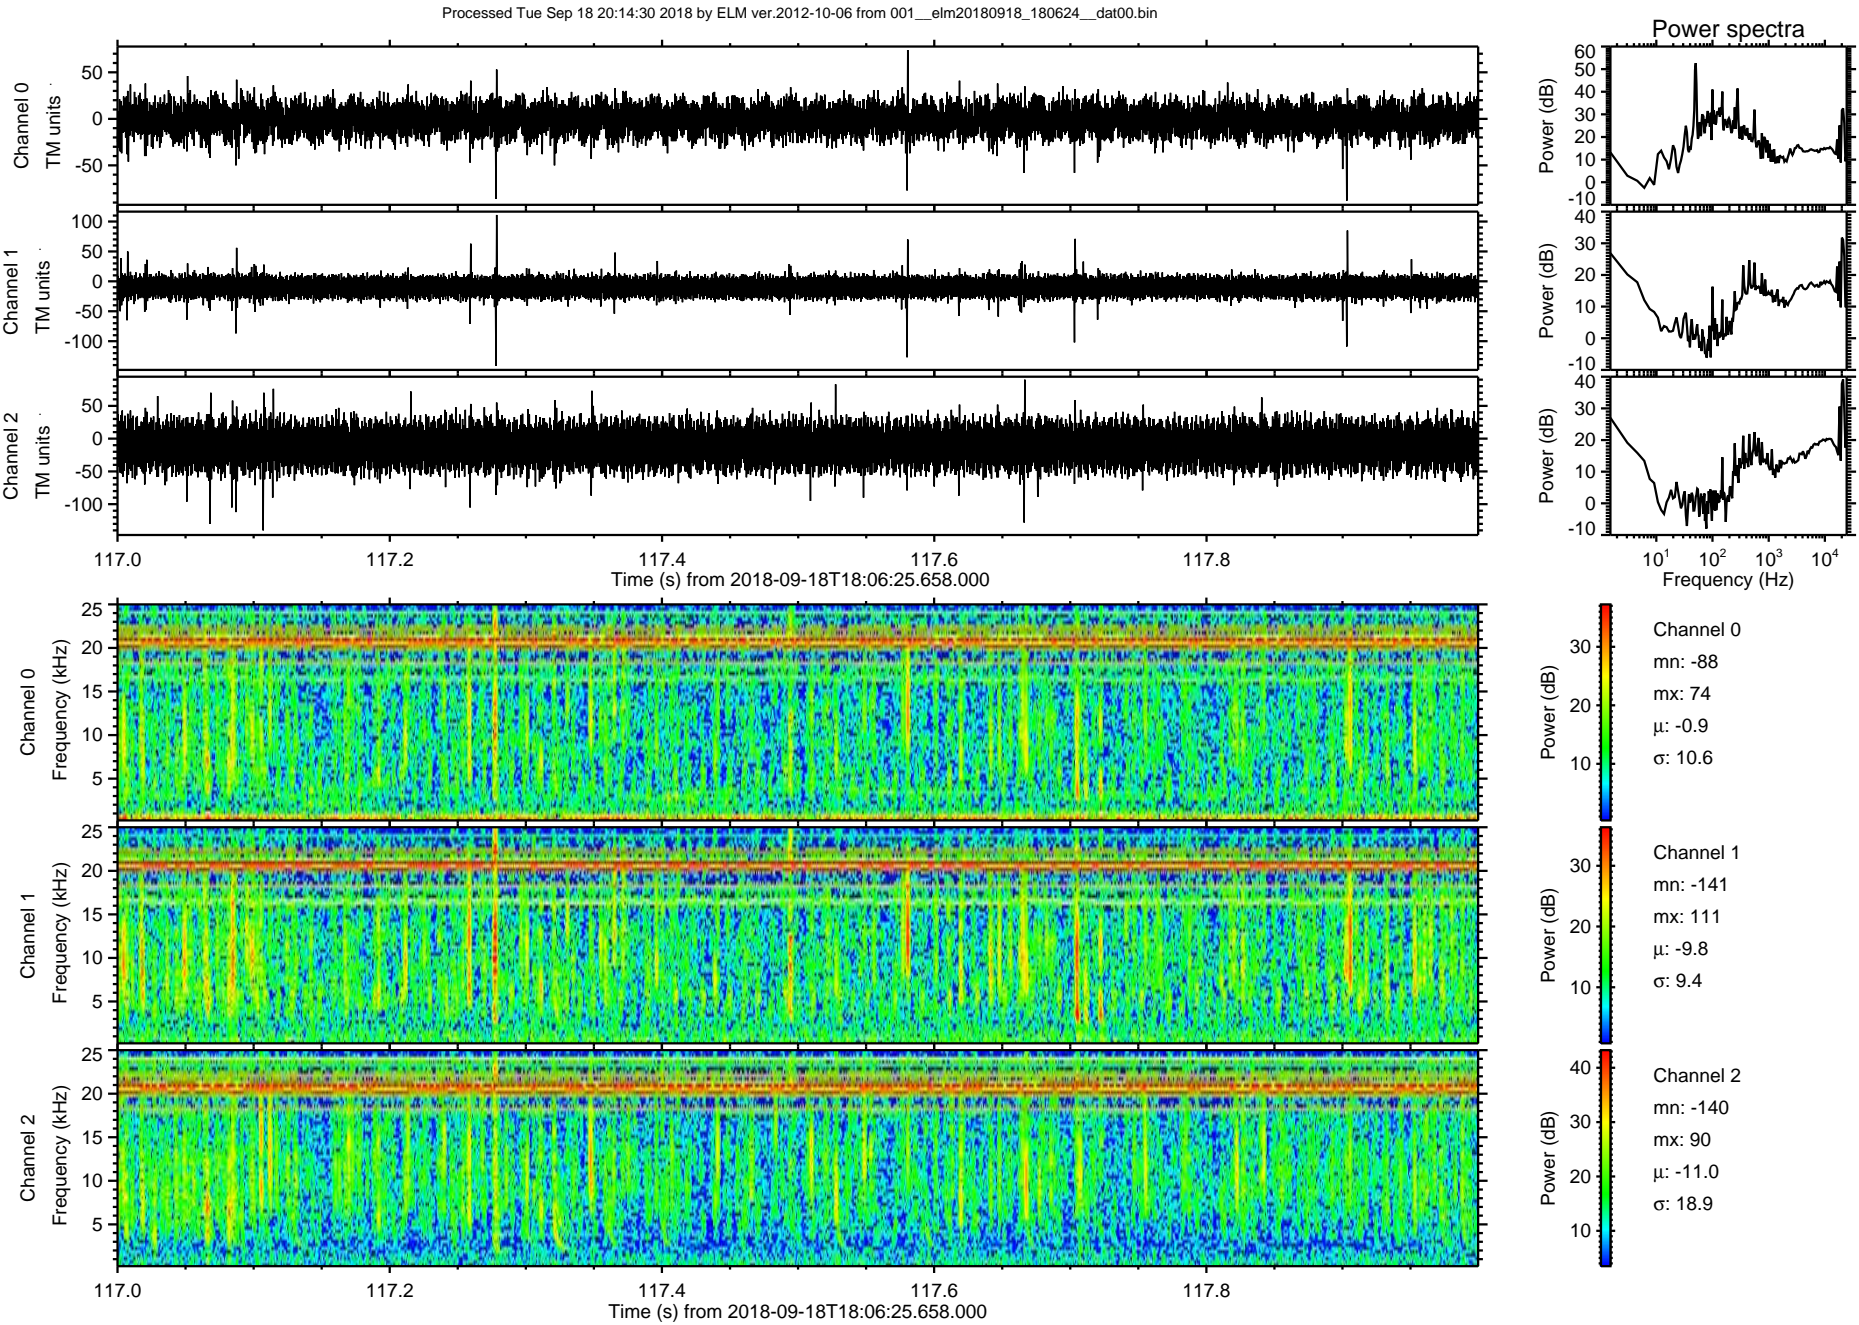 Processed Tue Sep 18 20:14:30 2018 by ELM ver.2012-10-06 from 001__elm20180918_180624__dat00.bin
Power spectra
Channel 0
TM units
50
0
-50
Power (dB)
60
50
40
30
20
10
0
-10
Channel 1
TM units
100
50
0
-50
-100
Power (dB)
40
30
20
10
0
-10
Channel 2
TM units
50
0
-50
-100
Power (dB)
40
30
20
10
0
-10
117.0 117.2 117.4 117.6 117.8
Time (s) from 2018-09-18T18:06:25.658.000
10^1 10^2 10^3 10^4
Frequency (Hz)
Channel 0
Frequency (kHz)
25
20
15
10
5
Power (dB)
30
20
10
Channel 0
mn: -88
mx: 74
μ: -0.9
σ: 10.6
Channel 1
Frequency (kHz)
25
20
15
10
5
Power (dB)
30
20
10
Channel 1
mn: -141
mx: 111
μ: -9.8
σ: 9.4
Channel 2
Frequency (kHz)
25
20
15
10
5
Power (dB)
40
30
20
10
Channel 2
mn: -140
mx: 90
μ: -11.0
σ: 18.9
117.0 117.2 117.4 117.6 117.8
Time (s) from 2018-09-18T18:06:25.658.000